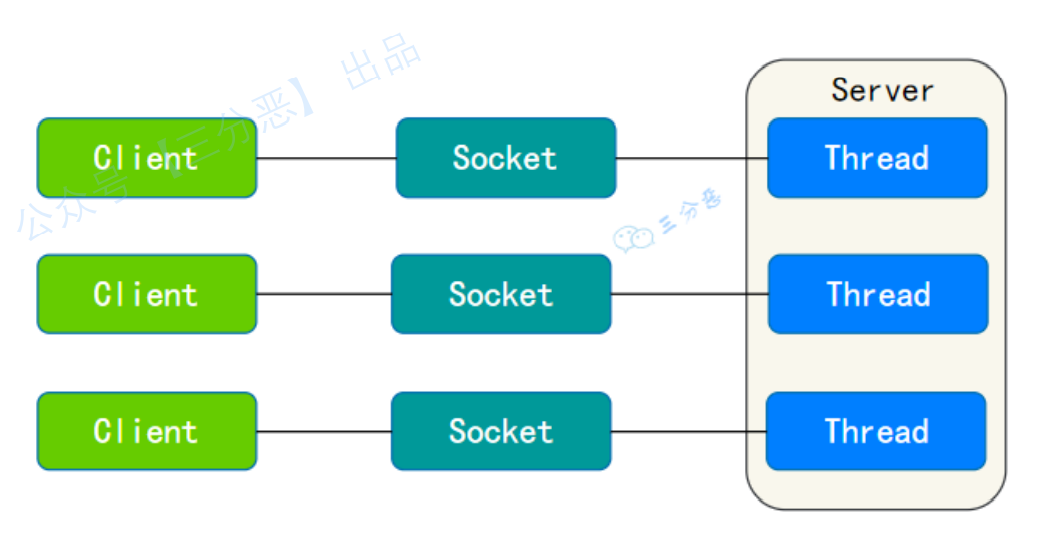 Server
Client
Socket
Thread
Client
Socket
Thread
Client
Socket
Thread
公众号【三分恶】出品
三分恶